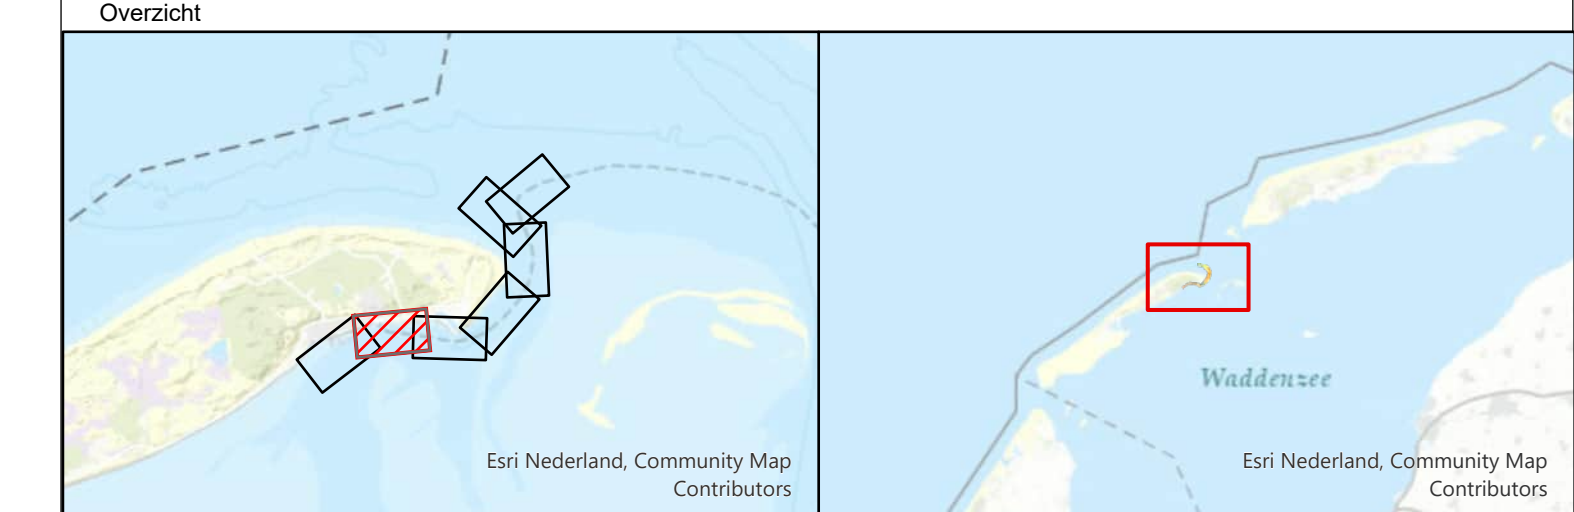 Overzicht
Esri Nederland, Community Map
Contributors
Waddenzee
Esri Nederland, Community Map
Contributors